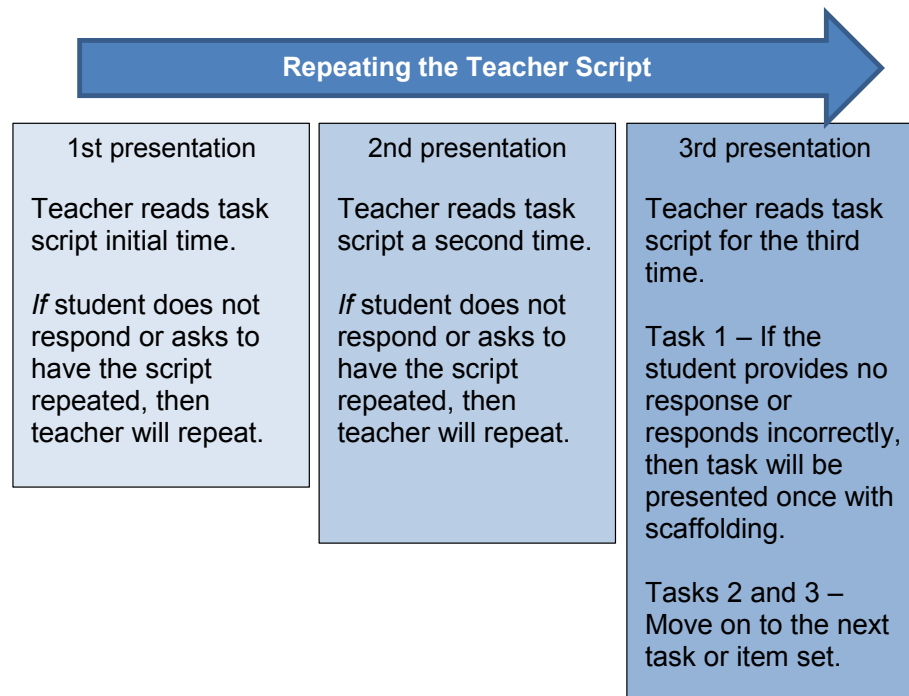 Repeating the Teacher Script
1st presentation
Teacher reads task
script initial time.
If student does not
respond or asks to
have the script
repeated, then
teacher will repeat.
2nd presentation
Teacher reads task
script a second time.
If student does not
respond or asks to
have the script
repeated, then
teacher will repeat.
3rd presentation
Teacher reads task
script for the third
time.
Task 1 – If the
student provides no
response or
responds incorrectly,
then task will be
presented once with
scaffolding.
Tasks 2 and 3 –
Move on to the next
task or item set.